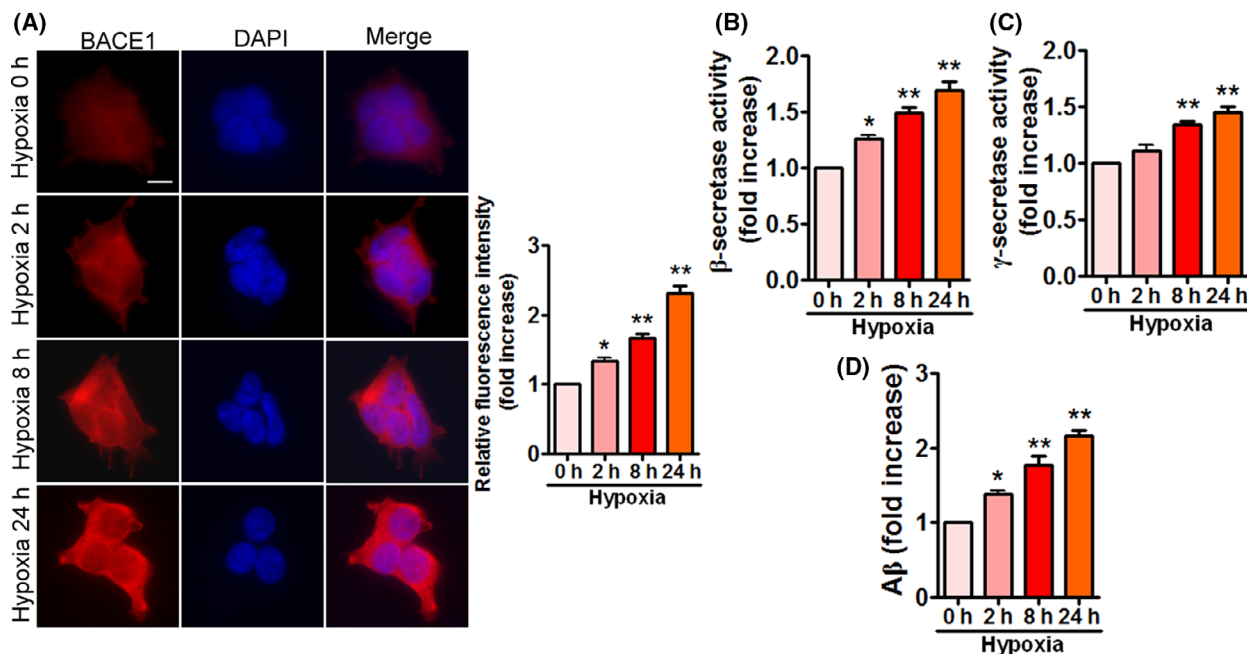 (A)
BACE1 DAPI Merge
Hypoxia 0 h
Hypoxia 2 h
Hypoxia 8 h
Hypoxia 24 h
Relative fluorescence intensity
(fold increase)
3
2
1
0
* ** **
0 h 2 h 8 h 24 h
Hypoxia
(B)
β-secretase activity
(fold increase)
2.0
1.5
1.0
0.5
0.0
* ** **
0 h 2 h 8 h 24 h
Hypoxia
(C)
γ-secretase activity
(fold increase)
2.0
1.5
1.0
0.5
0.0
** **
0 h 2 h 8 h 24 h
Hypoxia
(D)
Aβ (fold increase)
3
2
1
0
* ** **
0 h 2 h 8 h 24 h
Hypoxia